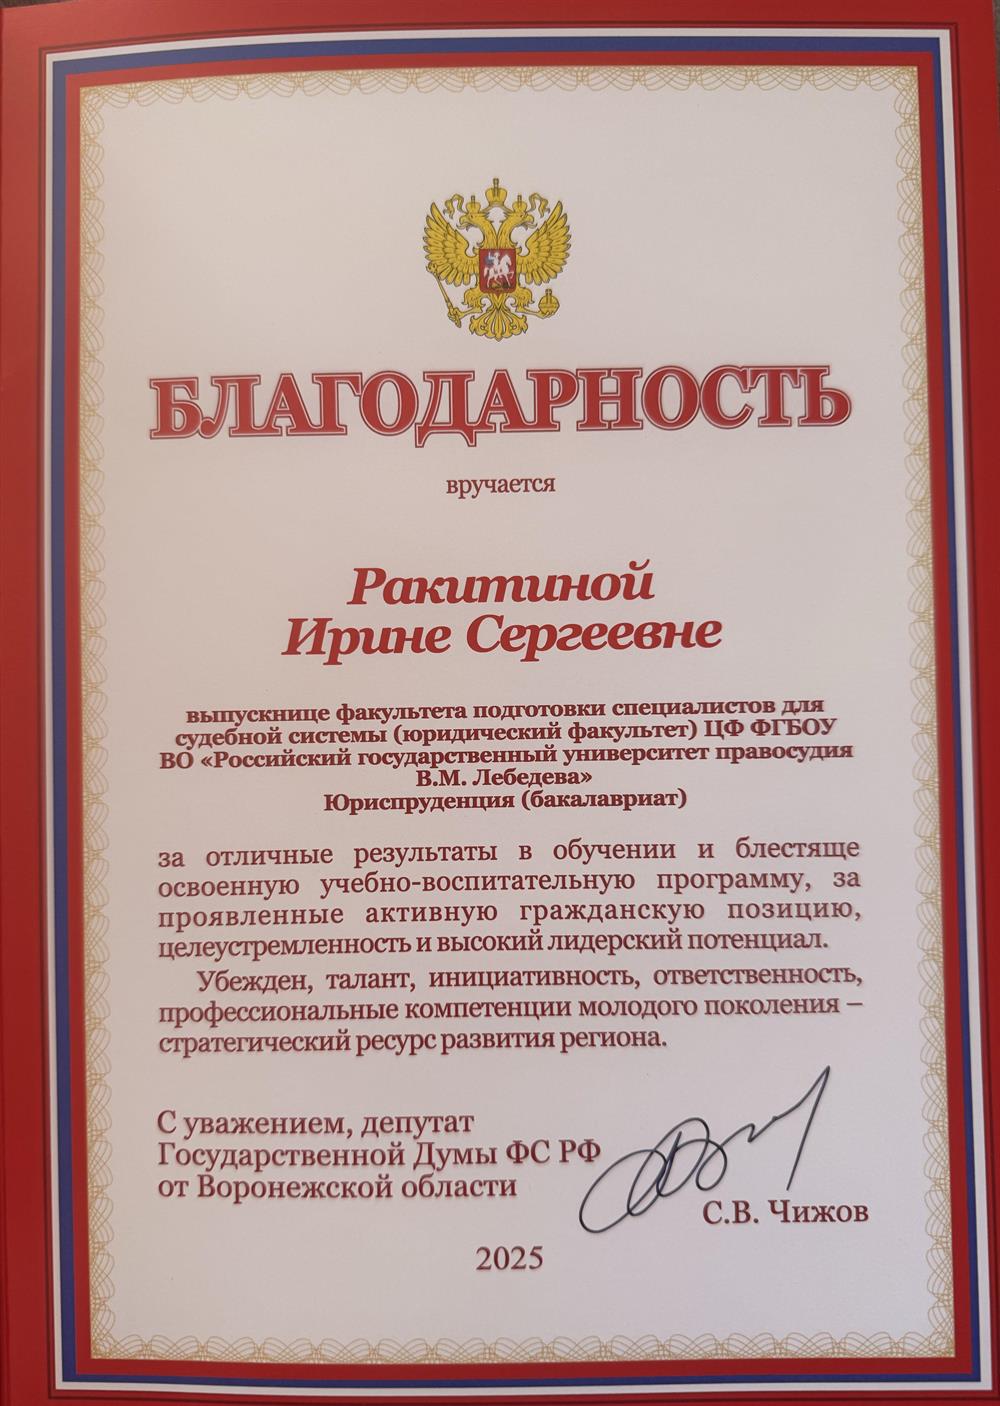 БЛАГОДАРНОСТЬ
вручается
Ракитиной
Ирине Сергеевне
выпускнице факультета подготовки специалистов для
судебной системы (юридический факультет) ЦФ ФГБОУ
ВО «Российский государственный университет правосудия
В.М. Лебедева»
Юриспруденция (бакалавриат)
за отличные результаты в обучении и блестяще
освоенную учебно-воспитательную программу, за
проявленные активную гражданскую позицию,
целеустремленность и высокий лидерский потенциал.
Убежден, талант, инициативность, ответственность,
профессиональные компетенции молодого поколения –
стратегический ресурс развития региона.
С уважением, депутат
Государственной Думы ФС РФ
от Воронежской области
С.В. Чижов
2025